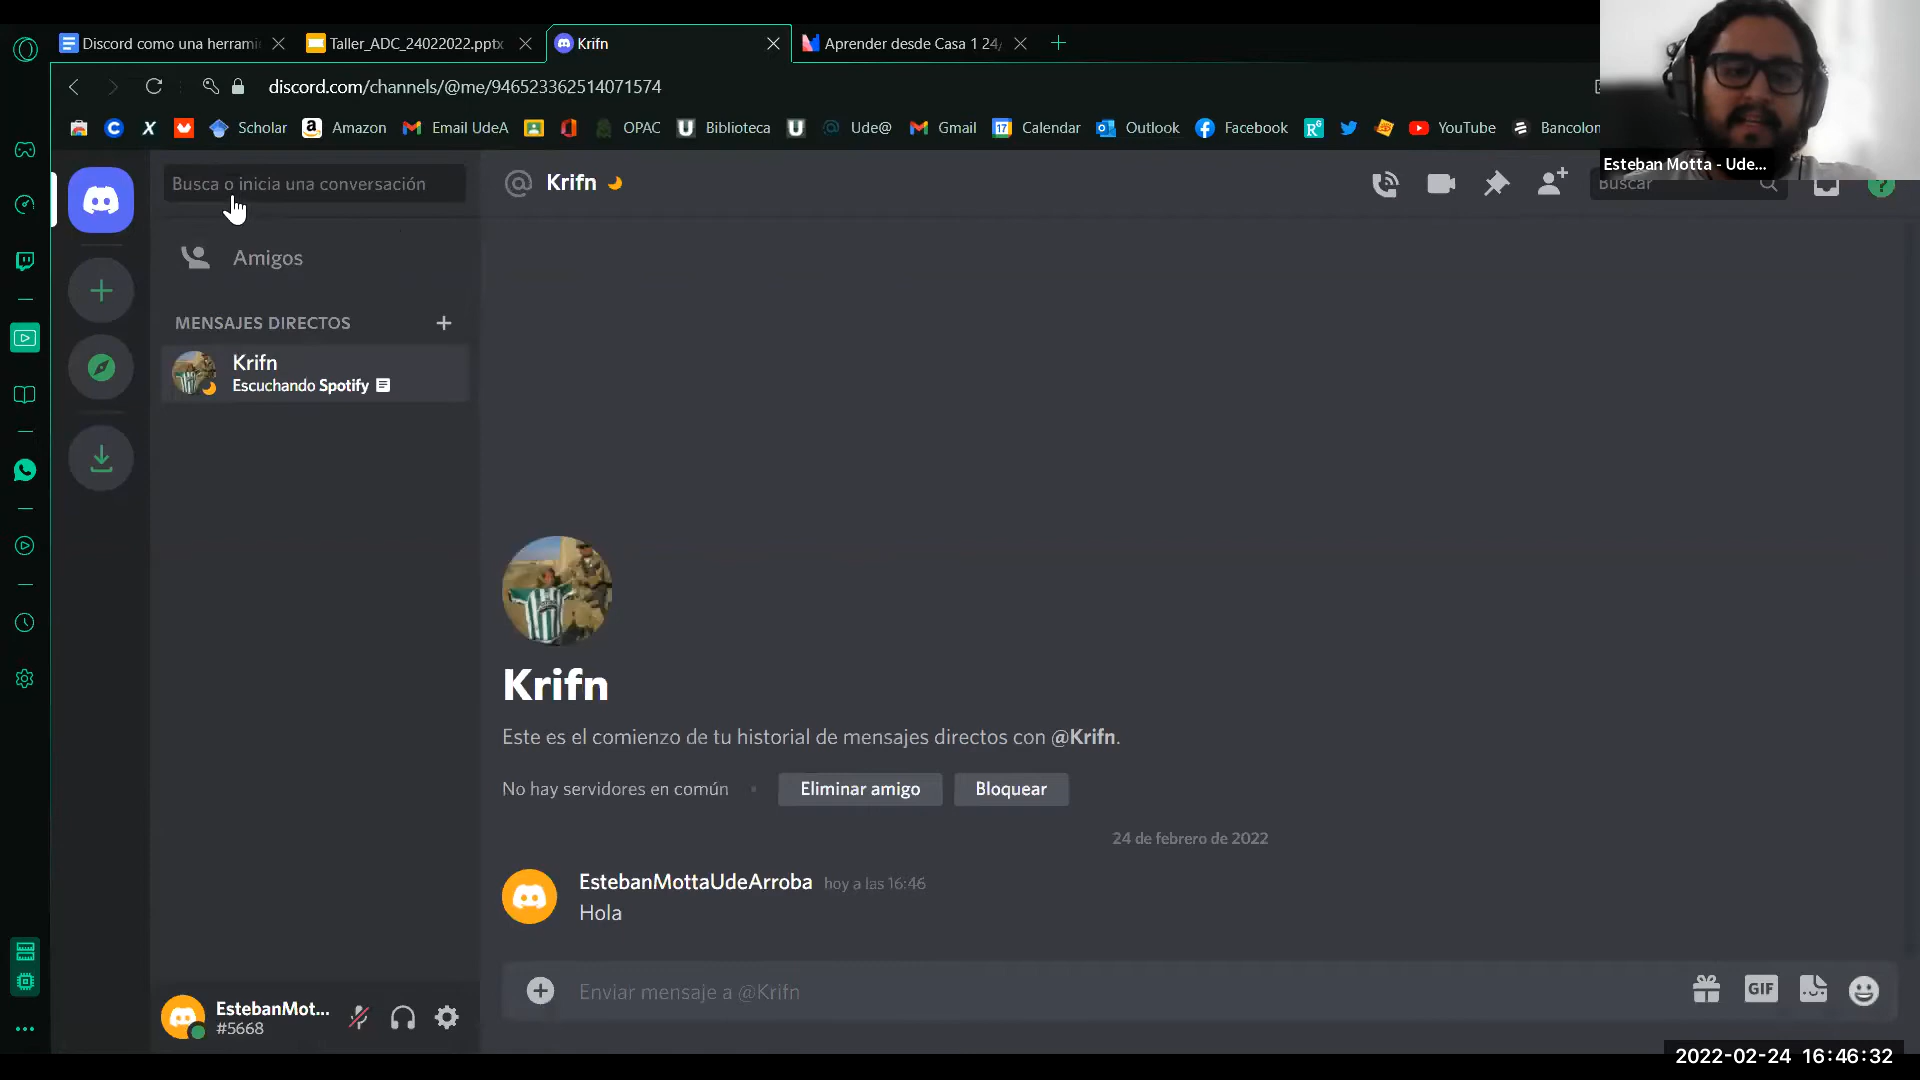 Discord como una herrami
Taller_ADC_24022022.pptx
Krifn
Aprender desde Casa 1 24/
discord.com/channels/@me/946523362514071574
Scholar
Amazon
Email UdeA
OPAC
Biblioteca
Ude@
Gmail
Calendar
Outlook
Facebook
YouTube
Bancolon
Esteban Motta - Ude...
Busca o inicia una conversación
Krifn
Buscar
Amigos
MENSAJES DIRECTOS
Krifn
Escuchando Spotify
Krifn
Este es el comienzo de tu historial de mensajes directos con @Krifn.
No hay servidores en común
Eliminar amigo
Bloquear
24 de febrero de 2022
EstebanMottaUdeArroba hoy a las 16:46
Hola
Enviar mensaje a @Krifn
GIF
EstebanMot...
#5668
2022-02-24 16:46:32